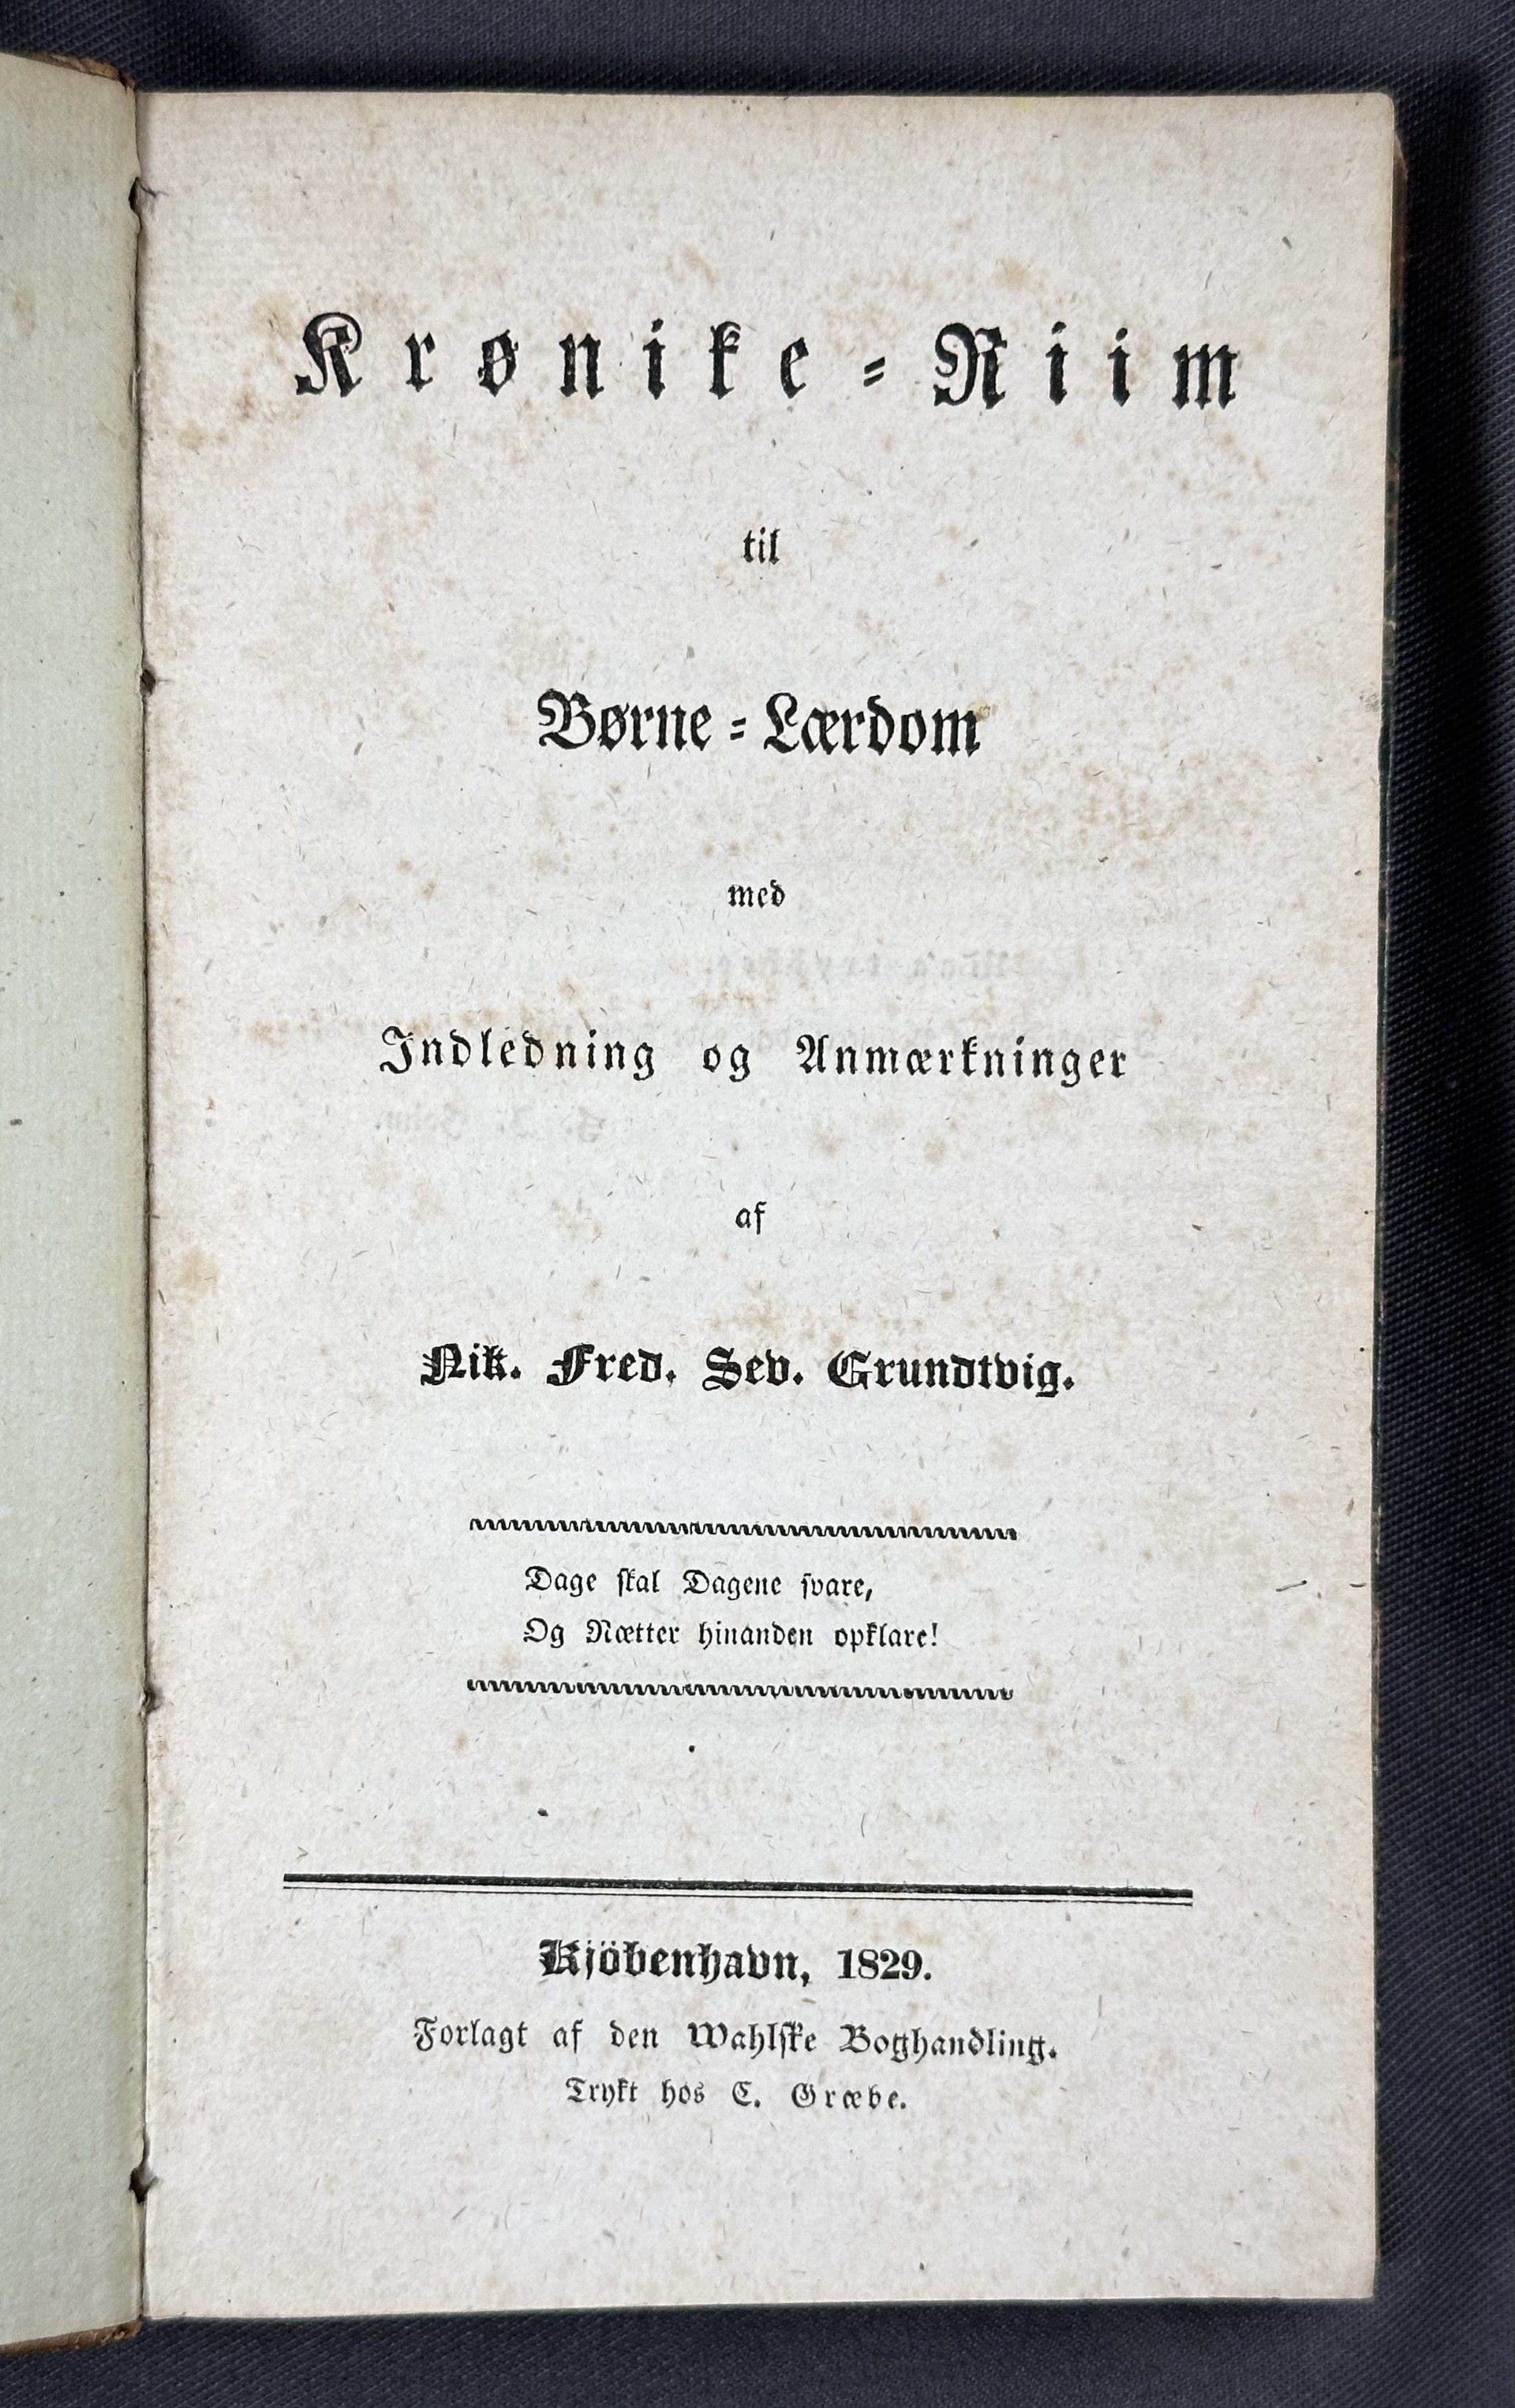 Krønike-Riim
til
Børne-Lærdom
med
Indledning og Anmærkninger
af
Nik. Fred. Sev. Grundtvig.
Dage skal Dagene svare,
Og Nætter hinanden opklare!
Kjöbenhavn, 1829.
Forlagt af den Wahlske Boghandling.
Trykt hos C. Græbe.